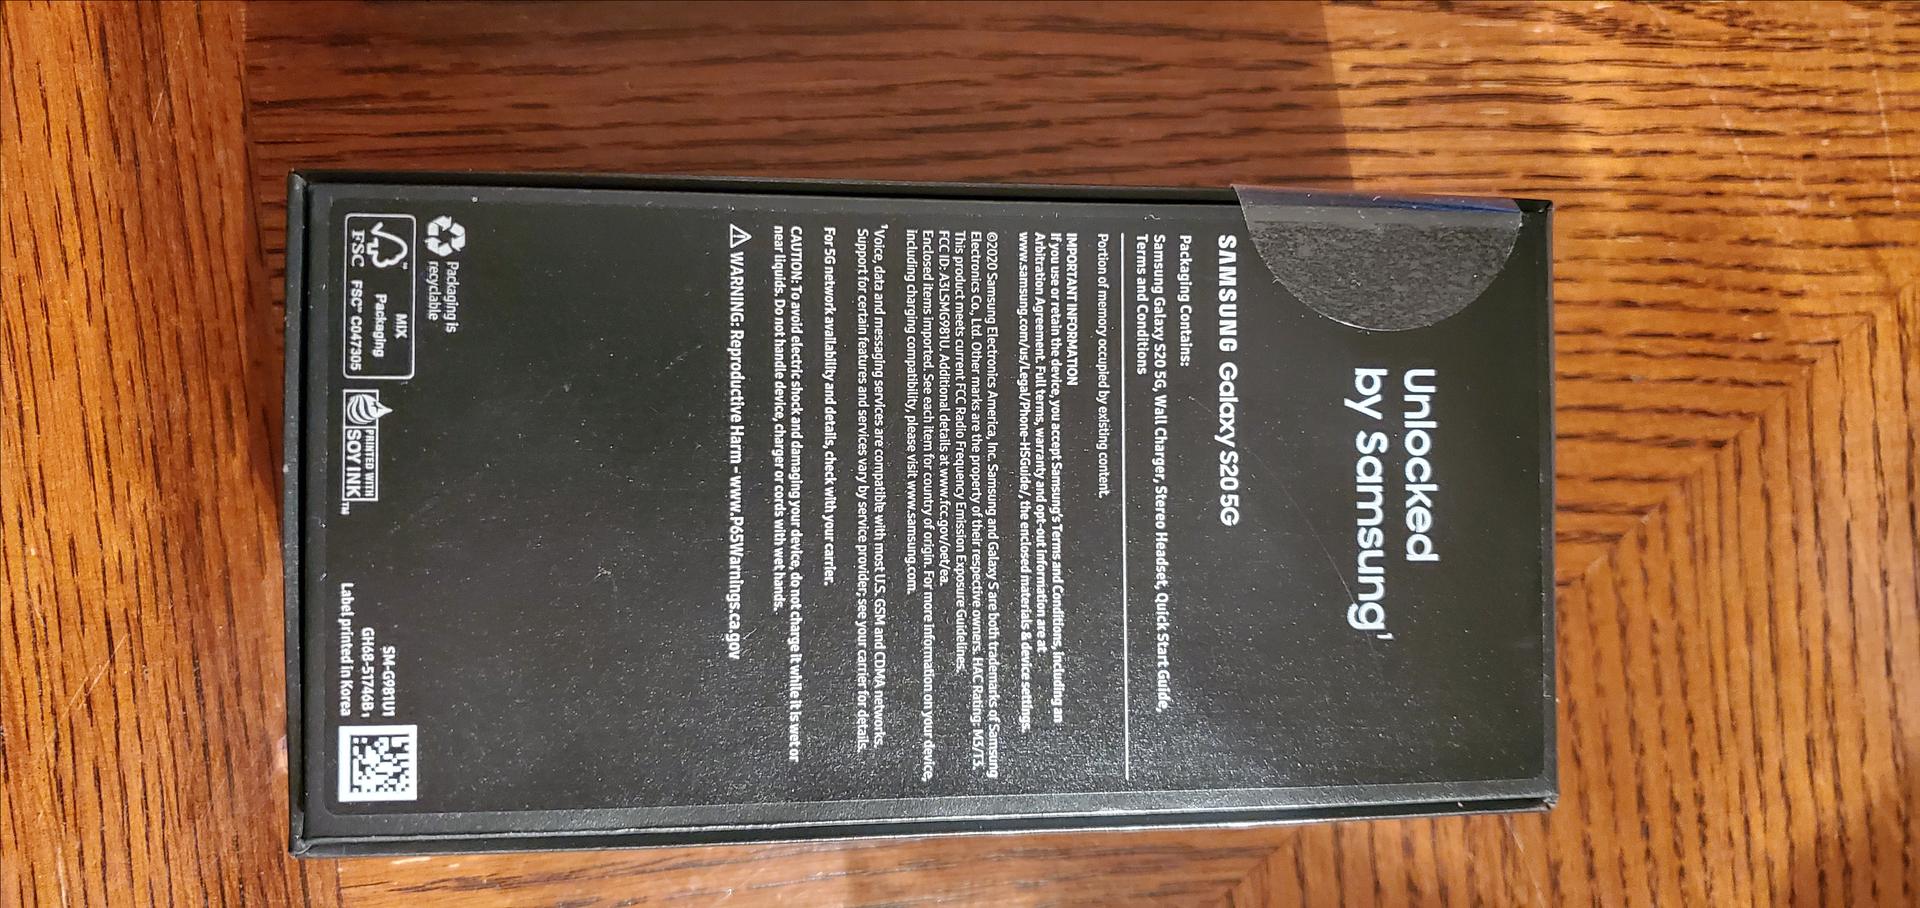 Unlocked
by Samsung¹
SAMSUNG Galaxy S20 5G
Packaging Contains:
Samsung Galaxy S20 5G, Wall Charger, Stereo Headset, Quick Start Guide,
Terms and Conditions
Portion of memory occupied by existing content.
IMPORTANT INFORMATION
If you use or retain the device, you accept Samsung's Terms and Conditions, including an
Arbitration Agreement. Full terms, warranty and opt-out information are at
www.samsung.com/us/Legal/Phone-HSGuide/, the enclosed materials & device settings.
©2020 Samsung Electronics America, Inc. Samsung and Galaxy S are both trademarks of Samsung
Electronics Co., Ltd. Other marks are the property of their respective owners. HAC Rating: M3/T3.
This product meets current FCC Radio Frequency Emission Exposure Guidelines.
FCC ID: A3LSMG981U. Additional details at www.fcc.gov/oet/ea.
Enclosed items imported. See each item for country of origin. For more information on your device,
including charging compatibility, please visit www.samsung.com.
¹Voice, data and messaging services are compatible with most U.S. GSM and CDMA networks.
Support for certain features and services vary by service provider; see your carrier for details.
For 5G network availability and details, check with your carrier.
CAUTION: To avoid electric shock and damaging your device, do not charge it while it is wet or
near liquids. Do not handle device, charger or cords with wet hands.
⚠ WARNING: Reproductive Harm - www.P65Warnings.ca.gov
Packaging is
recyclable
MIX
Packaging
FSC™ C047305
FSC
PRINTED WITH
SOY INK™
SM-G981U1
GH68-51746B1
Label printed in Korea